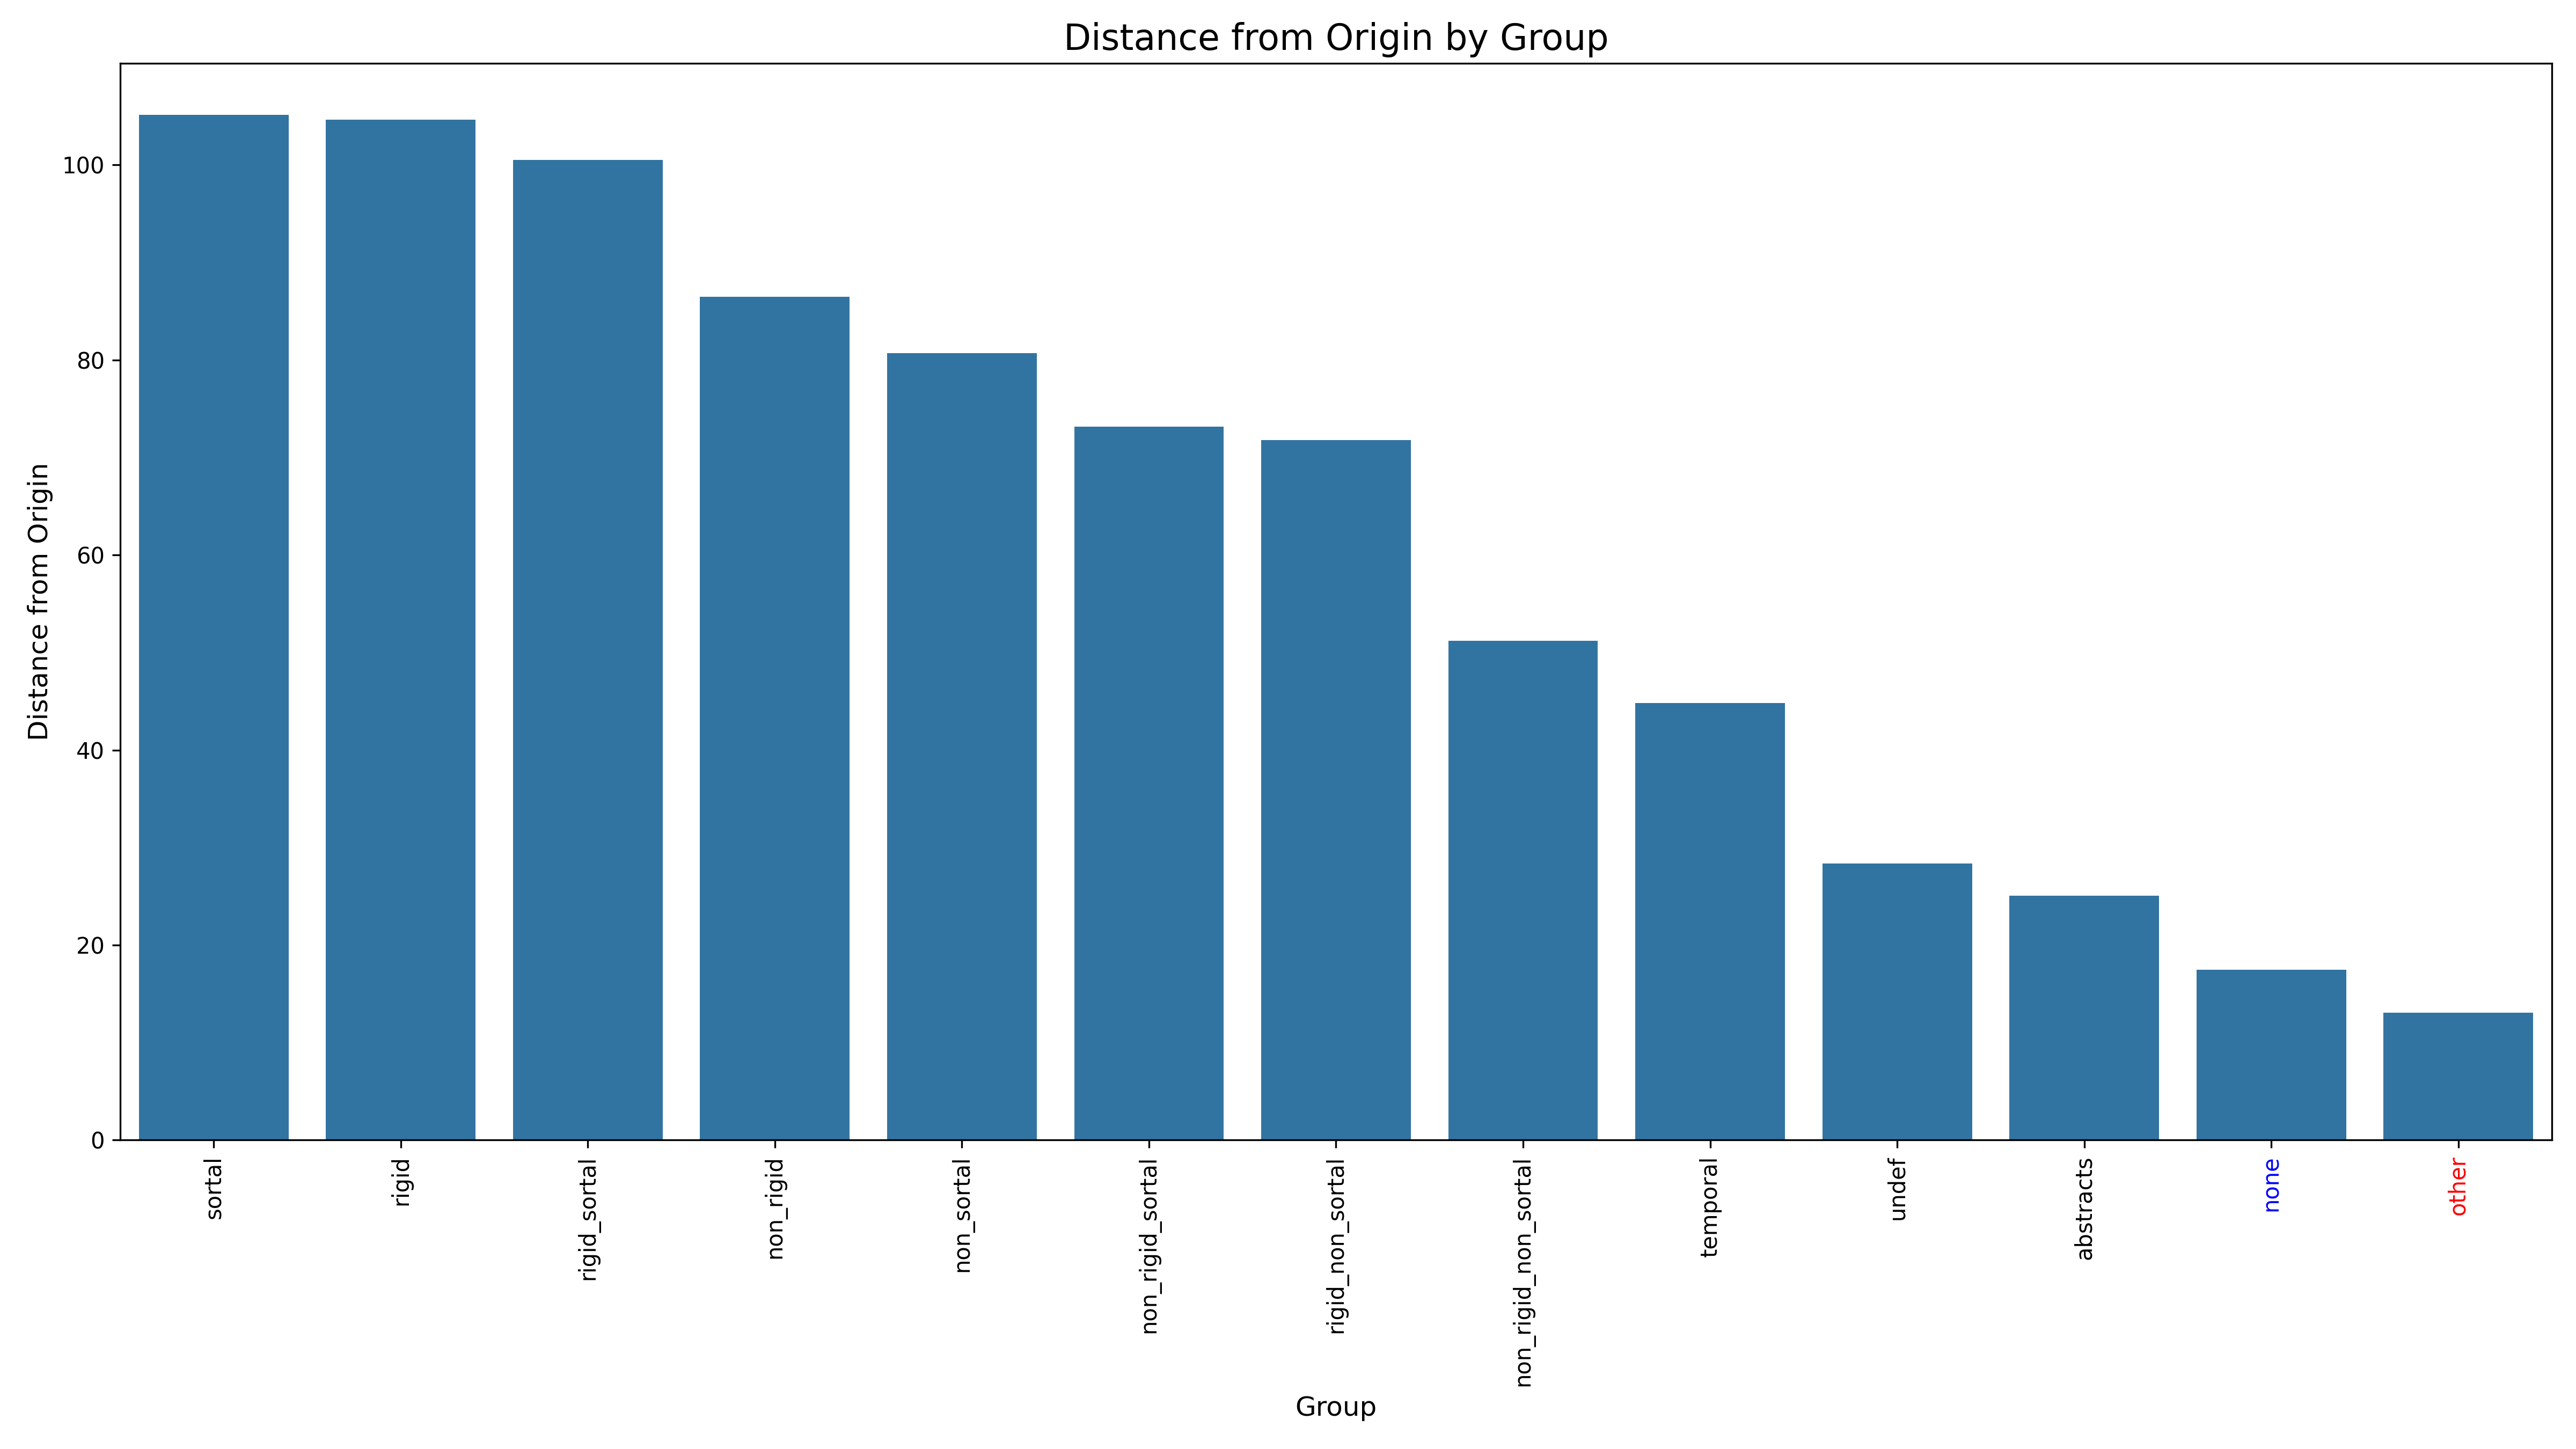 Distance from Origin by Group
Distance from Origin
100
80
60
40
20
0
sortal
rigid
rigid_sortal
non_rigid
non_sortal
non_rigid_sortal
rigid_non_sortal
non_rigid_non_sortal
temporal
undef
abstracts
none
other
Group